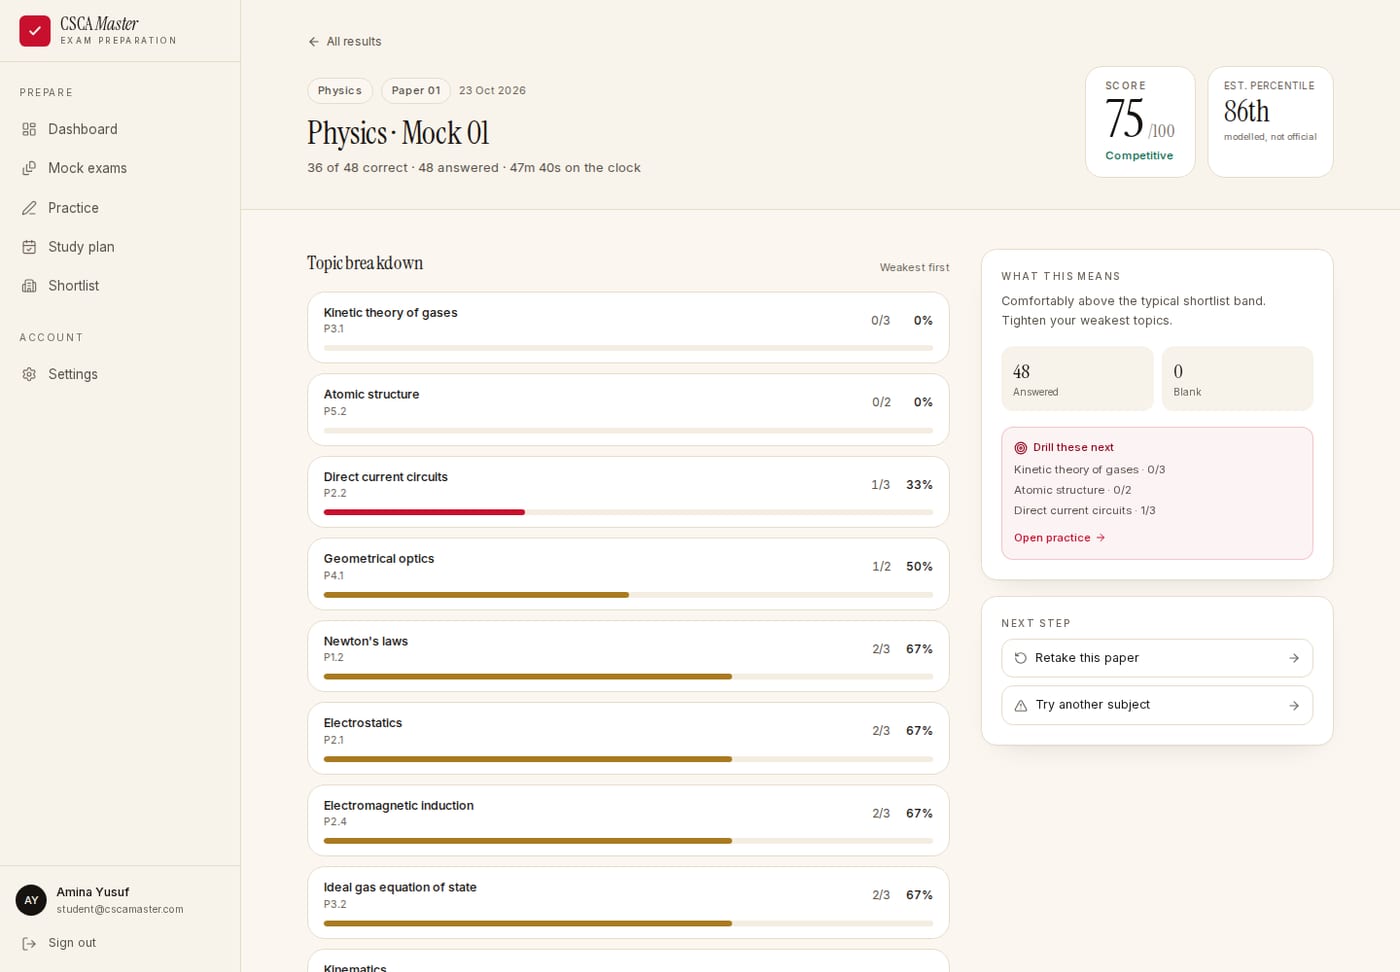 CSCA Master
EXAM PREPARATION
PREPARE
Dashboard
Mock exams
Practice
Study plan
Shortlist
ACCOUNT
Settings
AY
Amina Yusuf
student@cscamaster.com
Sign out
All results
Physics
Paper 01
23 Oct 2026
Physics · Mock 01
36 of 48 correct · 48 answered · 47m 40s on the clock
SCORE
75 /100
Competitive
EST. PERCENTILE
86th
modelled, not official
Topic breakdown
Weakest first
Kinetic theory of gases
P3.1
0/3 0%
Atomic structure
P5.2
0/2 0%
Direct current circuits
P2.2
1/3 33%
Geometrical optics
P4.1
1/2 50%
Newton's laws
P1.2
2/3 67%
Electrostatics
P2.1
2/3 67%
Electromagnetic induction
P2.4
2/3 67%
Ideal gas equation of state
P3.2
2/3 67%
Kinematics
WHAT THIS MEANS
Comfortably above the typical shortlist band.
Tighten your weakest topics.
48
Answered
0
Blank
Drill these next
Kinetic theory of gases · 0/3
Atomic structure · 0/2
Direct current circuits · 1/3
Open practice
NEXT STEP
Retake this paper
Try another subject